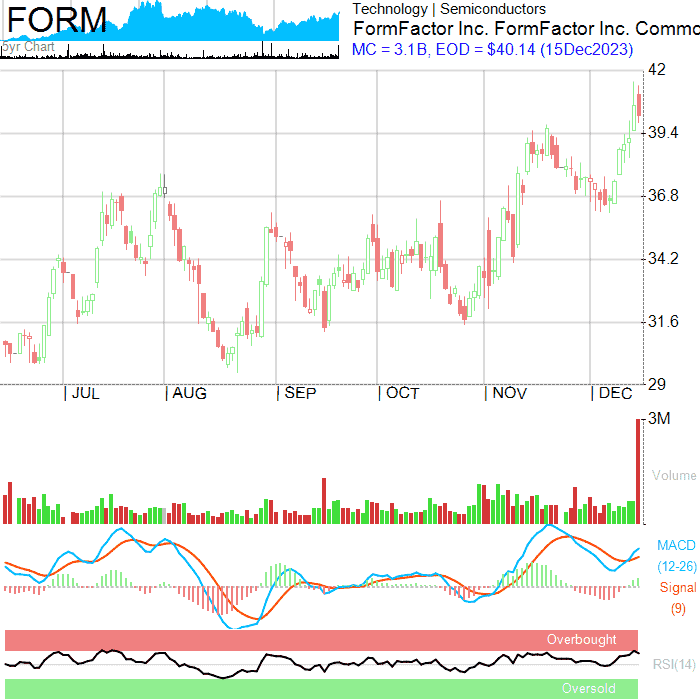 FORM
5yr Chart
Technology | Semiconductors
FormFactor Inc. FormFactor Inc. Commo
MC = 3.1B, EOD = $40.14 (15Dec2023)
42
39.4
36.8
34.2
31.6
29
| JUL | AUG | SEP | OCT | NOV | DEC
3M
Volume
MACD
(12-26)
Signal
(9)
Overbought
RSI(14)
Oversold